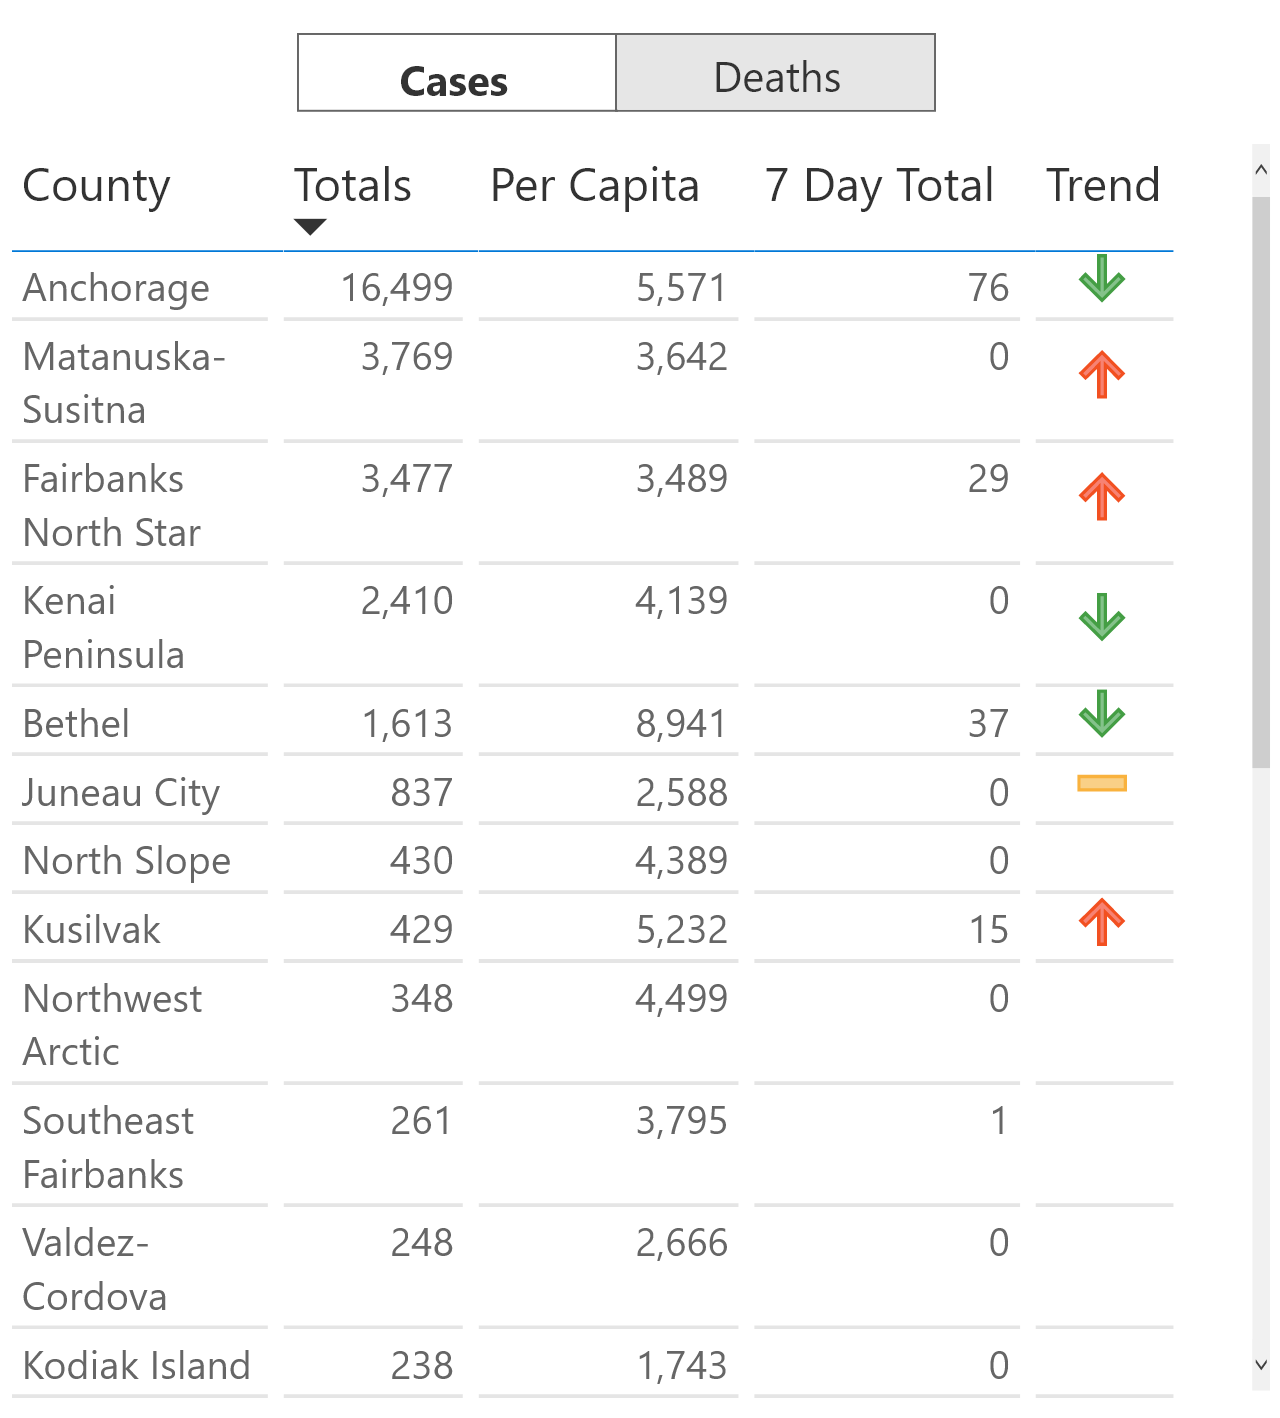 Cases Deaths
County Totals Per Capita 7 Day Total Trend
Anchorage 16,499 5,571 76
Matanuska- 3,769 3,642 0
Susitna
Fairbanks 3,477 3,489 29
North Star
Kenai 2,410 4,139 0
Peninsula
Bethel 1,613 8,941 37
Juneau City 837 2,588 0
North Slope 430 4,389 0
Kusilvak 429 5,232 15
Northwest 348 4,499 0
Arctic
Southeast 261 3,795 1
Fairbanks
Valdez- 248 2,666 0
Cordova
Kodiak Island 238 1,743 0